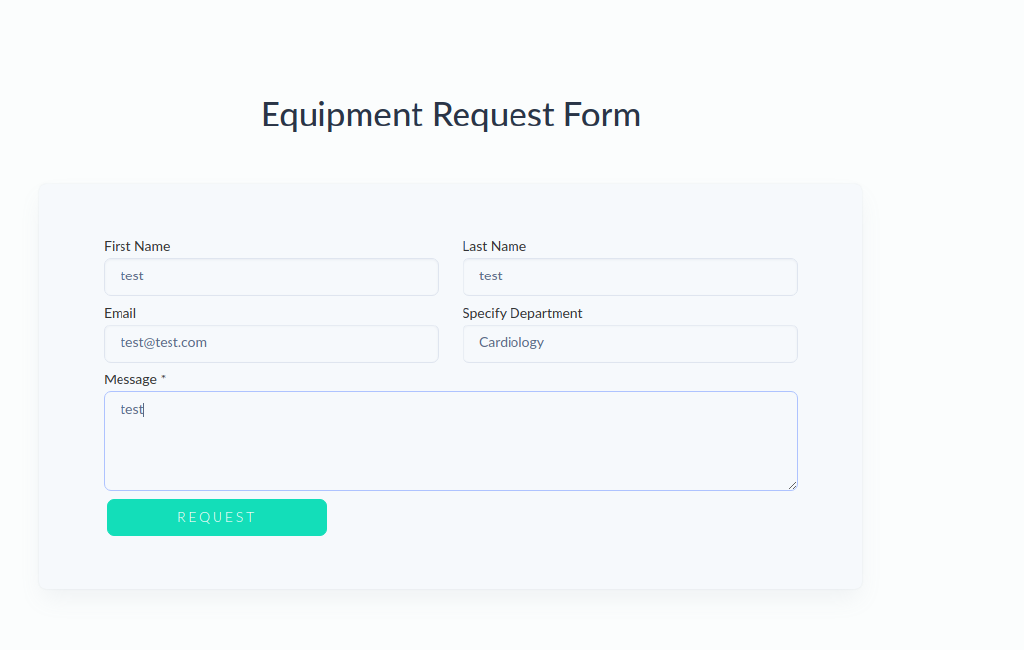 Equipment Request Form
First Name
Last Name
test
test
Email
Specify Department
test@test.com
Cardiology
Message *
test
REQUEST